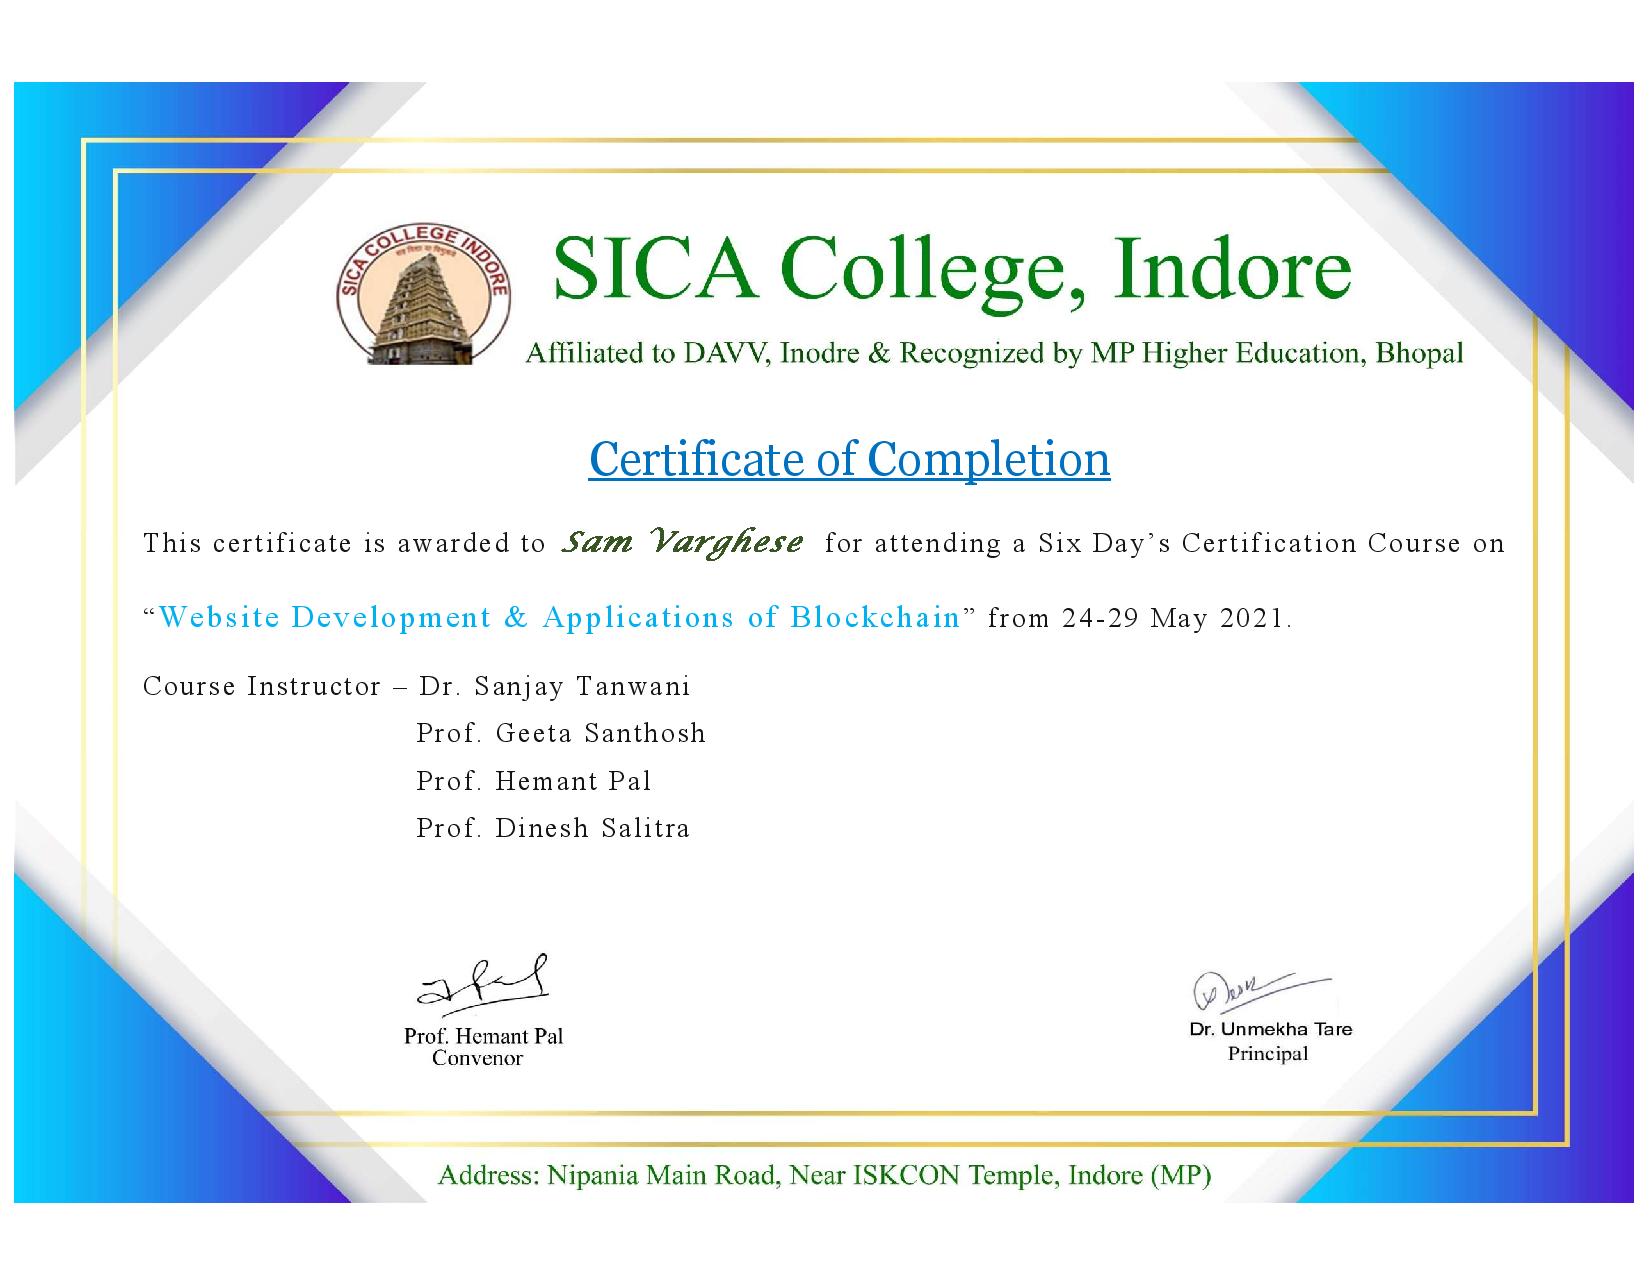 SICA COLLEGE INDORE
SICA College, Indore
Affiliated to DAVV, Inodre & Recognized by MP Higher Education, Bhopal
Certificate of Completion
This certificate is awarded to Sam Varghese for attending a Six Day’s Certification Course on
“Website Development & Applications of Blockchain” from 24-29 May 2021.
Course Instructor – Dr. Sanjay Tanwani
Prof. Geeta Santhosh
Prof. Hemant Pal
Prof. Dinesh Salitra
Prof. Hemant Pal
Convenor
Dr. Unmekha Tare
Principal
Address: Nipania Main Road, Near ISKCON Temple, Indore (MP)